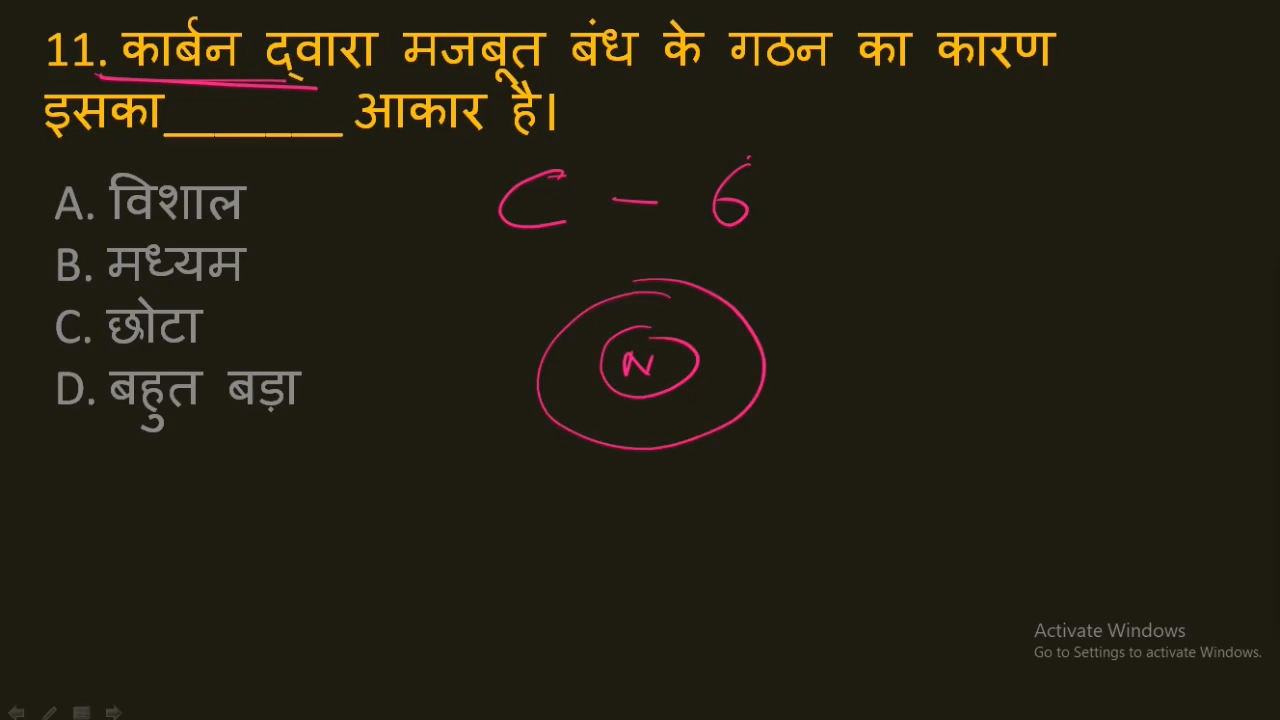 11. कार्बन द्वारा मजबूत बंध के गठन का कारण
इसका_______ आकार है।
A. विशाल
B. मध्यम
C. छोटा
D. बहुत बड़ा
C - 6
N
Activate Windows
Go to Settings to activate Windows.